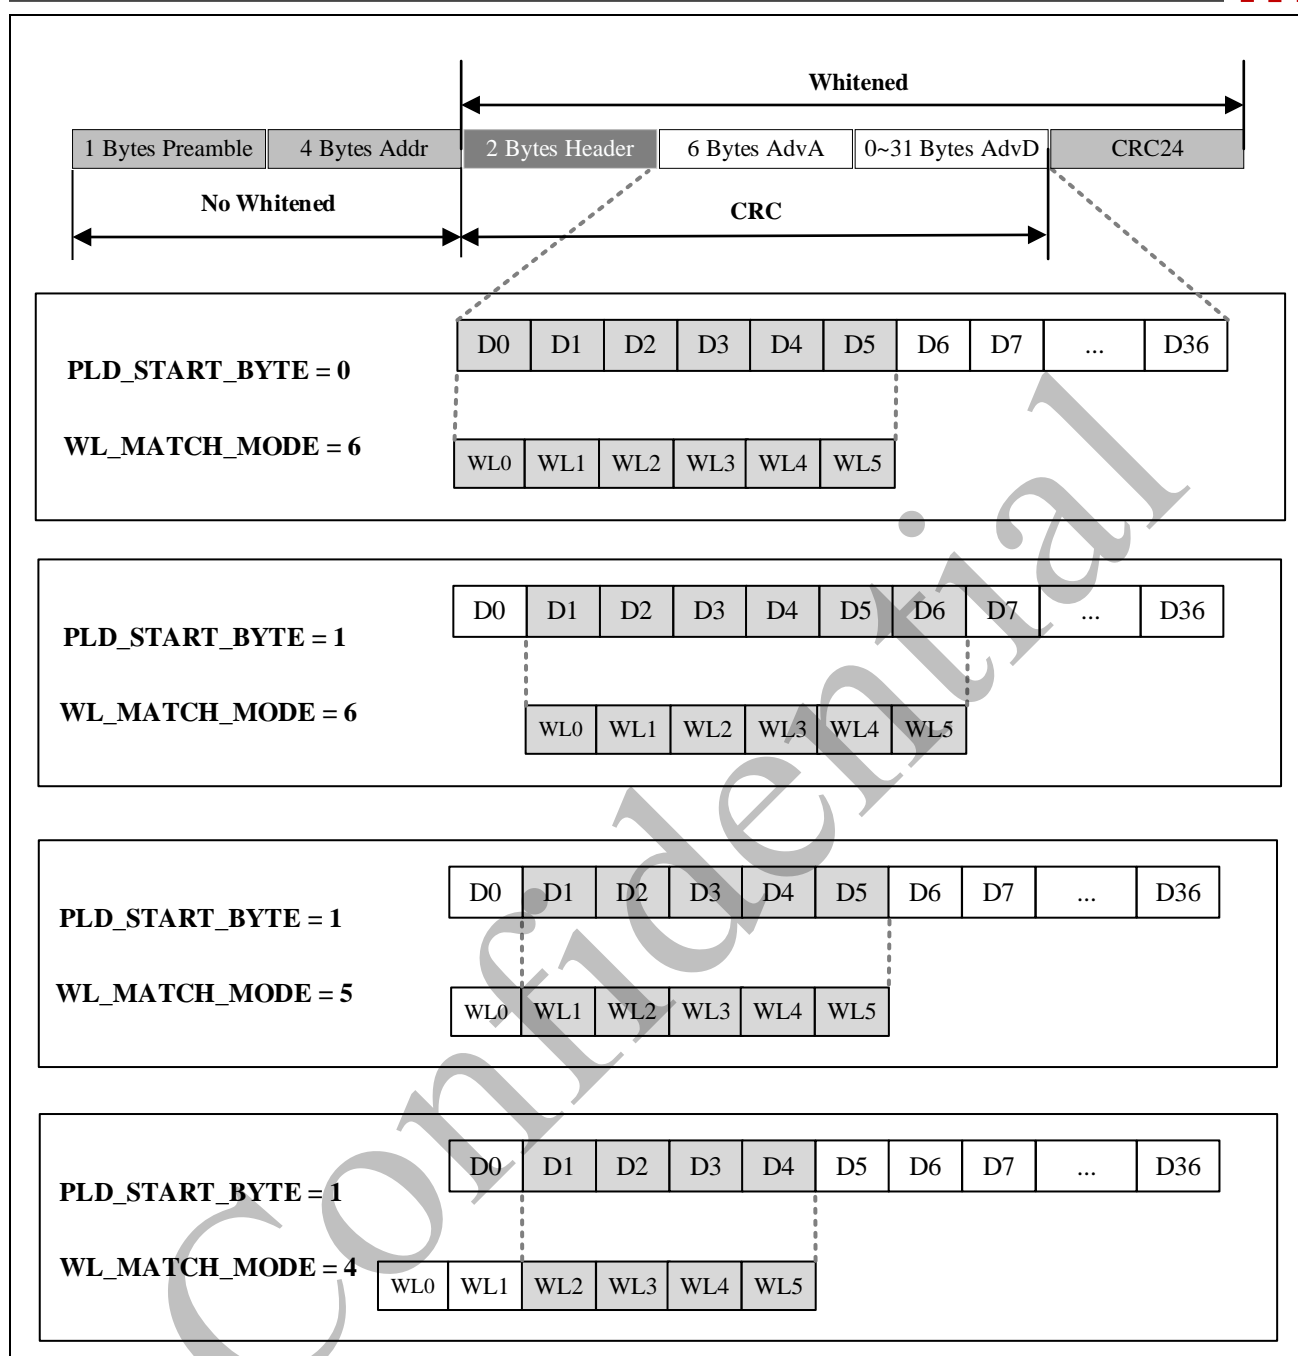 Whitened
1 Bytes Preamble 4 Bytes Addr 2 Bytes Header 6 Bytes AdvA 0~31 Bytes AdvD CRC24
No Whitened CRC
D0 D1 D2 D3 D4 D5 D6 D7 ... D36
PLD_START_BYTE = 0
WL_MATCH_MODE = 6
WL0 WL1 WL2 WL3 WL4 WL5
D0 D1 D2 D3 D4 D5 D6 D7 ... D36
PLD_START_BYTE = 1
WL_MATCH_MODE = 6
WL0 WL1 WL2 WL3 WL4 WL5
D0 D1 D2 D3 D4 D5 D6 D7 ... D36
PLD_START_BYTE = 1
WL_MATCH_MODE = 5
WL0 WL1 WL2 WL3 WL4 WL5
D0 D1 D2 D3 D4 D5 D6 D7 ... D36
PLD_START_BYTE = 1
WL_MATCH_MODE = 4
WL0 WL1 WL2 WL3 WL4 WL5
Confidential